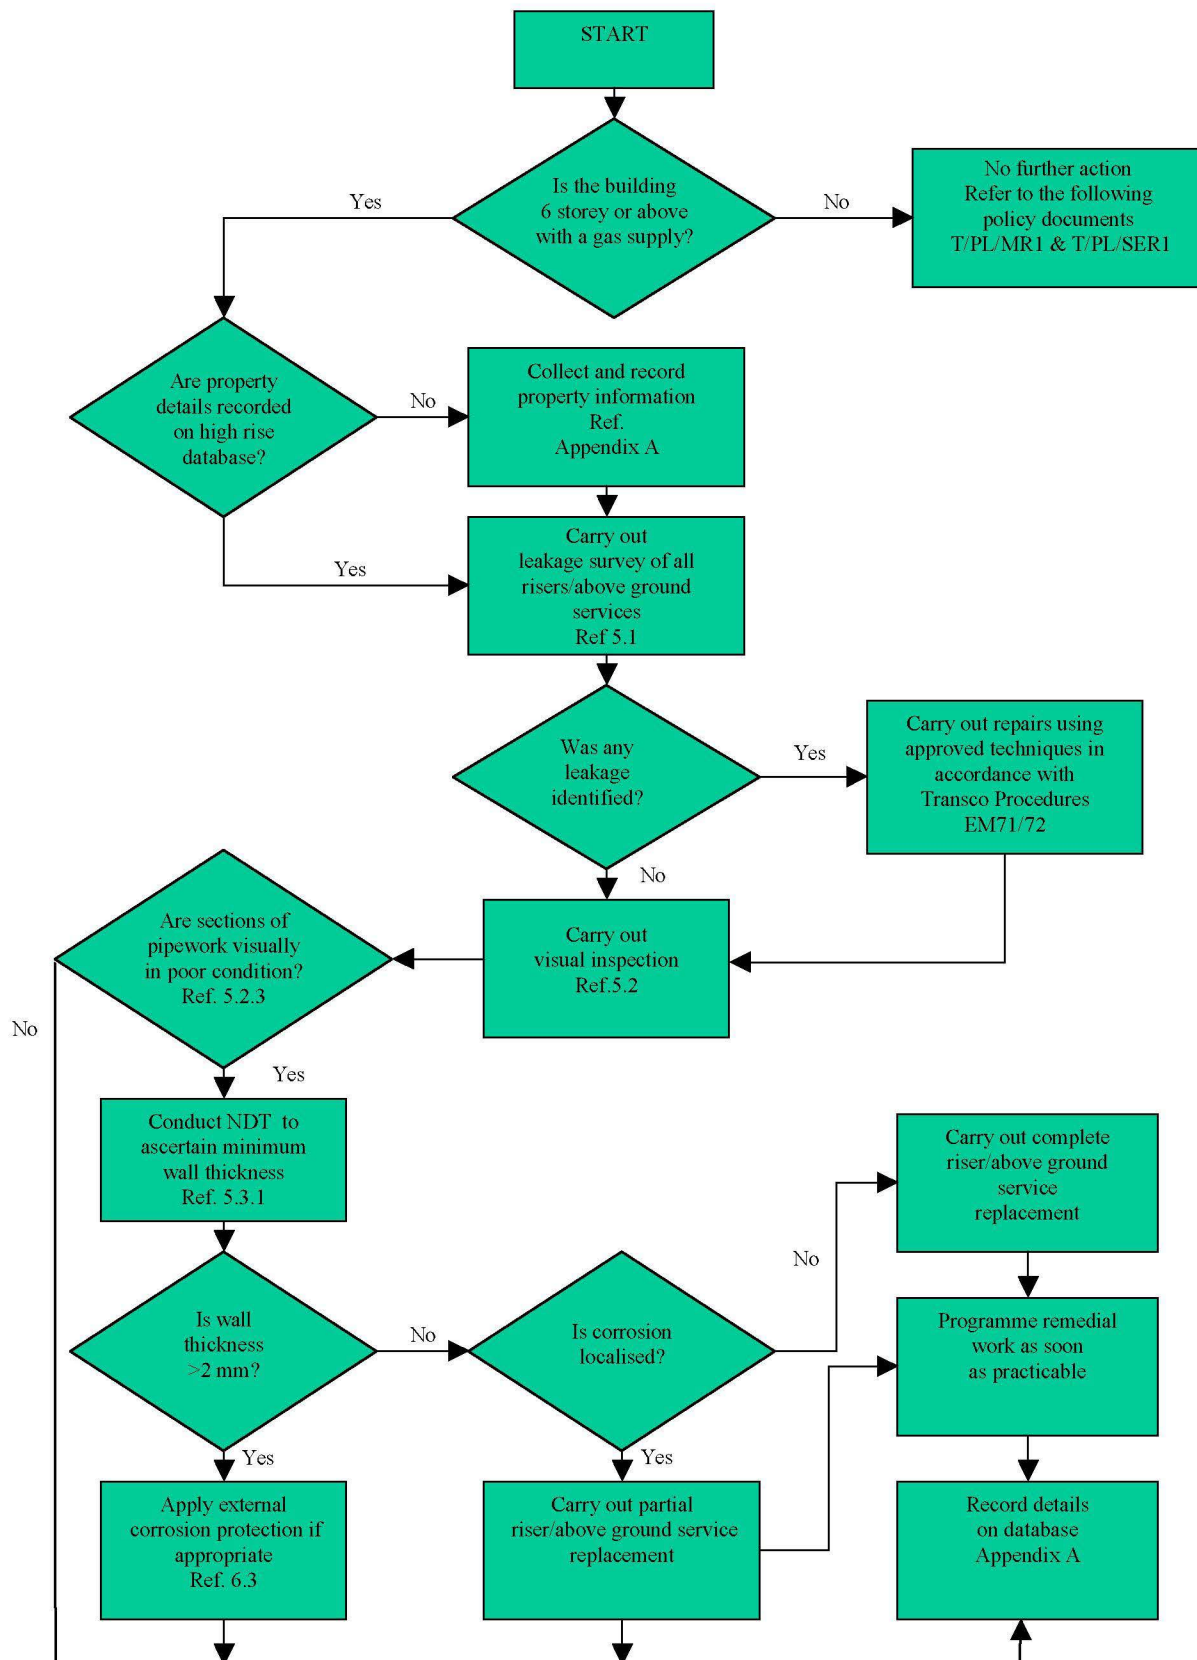 START
Is the building
6 storey or above
with a gas supply?
Yes
No
No further action
Refer to the following
policy documents
T/PL/MR1 & T/PL/SER1
Are property
details recorded
on high rise
database?
No
Collect and record
property information
Ref.
Appendix A
Yes
Carry out
leakage survey of all
risers/above ground
services
Ref 5.1
Was any
leakage
identified?
Yes
Carry out repairs using
approved techniques in
accordance with
Transco Procedures
EM71/72
No
Carry out
visual inspection
Ref.5.2
Are sections of
pipework visually
in poor condition?
Ref. 5.2.3
No
Yes
Conduct NDT to
ascertain minimum
wall thickness
Ref. 5.3.1
Is wall
thickness
>2 mm?
No
Is corrosion
localised?
No
Carry out complete
riser/above ground
service
replacement
Programme remedial
work as soon
as practicable
Yes
Apply external
corrosion protection if
appropriate
Ref. 6.3
Yes
Carry out partial
riser/above ground service
replacement
Record details
on database
Appendix A